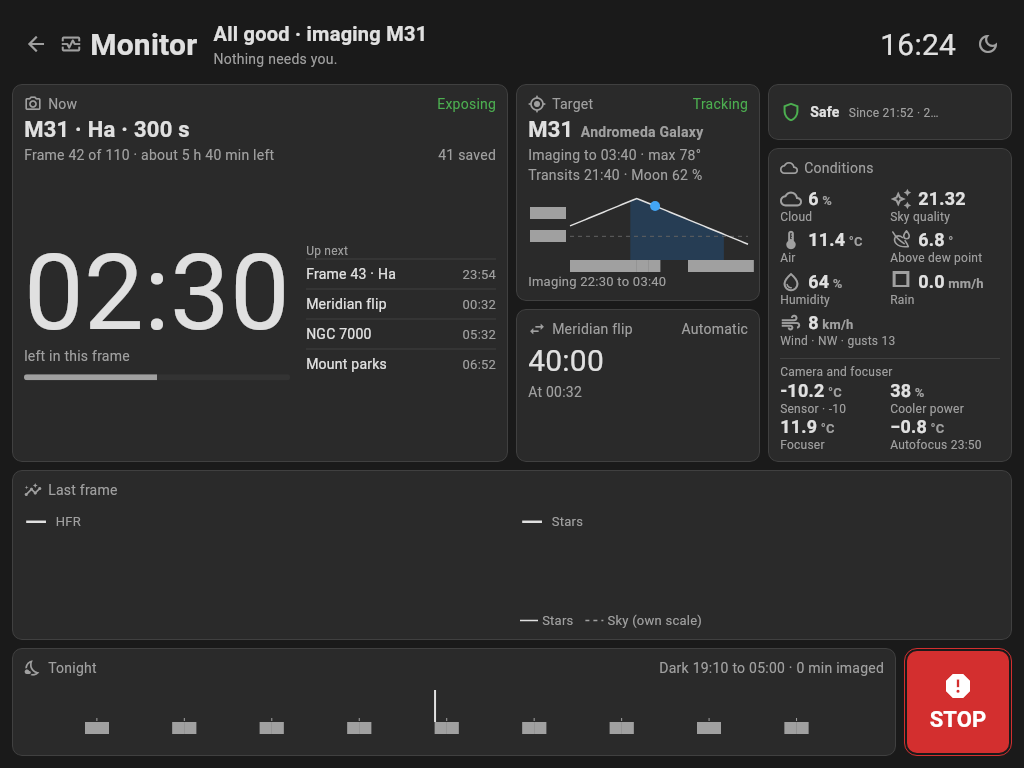 Monitor
All good · imaging M31
Nothing needs you.
16:24
Now
Exposing
M31 · Ha · 300 s
Frame 42 of 110 · about 5 h 40 min left
41 saved
02:30
left in this frame
Up next
Frame 43 · Ha 23:54
Meridian flip 00:32
NGC 7000 05:32
Mount parks 06:52
Target
Tracking
M31 Andromeda Galaxy
Imaging to 03:40 · max 78°
Transits 21:40 · Moon 62 %
Imaging 22:30 to 03:40
Meridian flip
Automatic
40:00
At 00:32
Safe Since 21:52 · 2…
Conditions
6 %
Cloud
21.32
Sky quality
11.4 °C
Air
6.8 °
Above dew point
64 %
Humidity
0.0 mm/h
Rain
8 km/h
Wind · NW · gusts 13
Camera and focuser
-10.2 °C
Sensor · -10
38 %
Cooler power
11.9 °C
Focuser
−0.8 °C
Autofocus 23:50
Last frame
HFR
Stars
Stars
Sky (own scale)
Tonight
Dark 19:10 to 05:00 · 0 min imaged
STOP